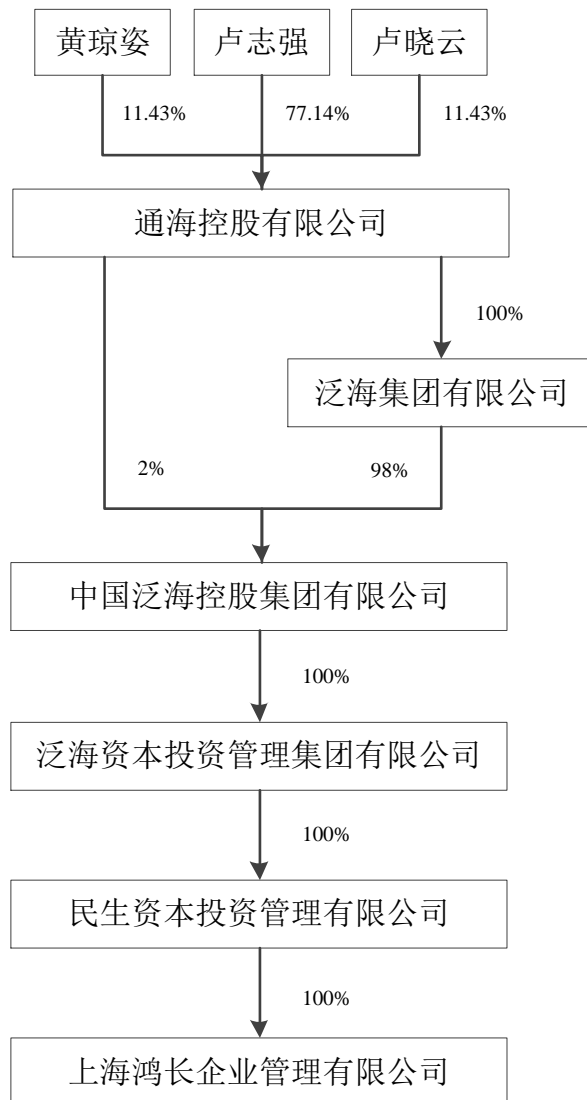 黄琼姿 卢志强 卢晓云
11.43% 77.14% 11.43%
通海控股有限公司
100%
泛海集团有限公司
2% 98%
中国泛海控股集团有限公司
100%
泛海资本投资管理集团有限公司
100%
民生资本投资管理有限公司
100%
上海鸿长企业管理有限公司